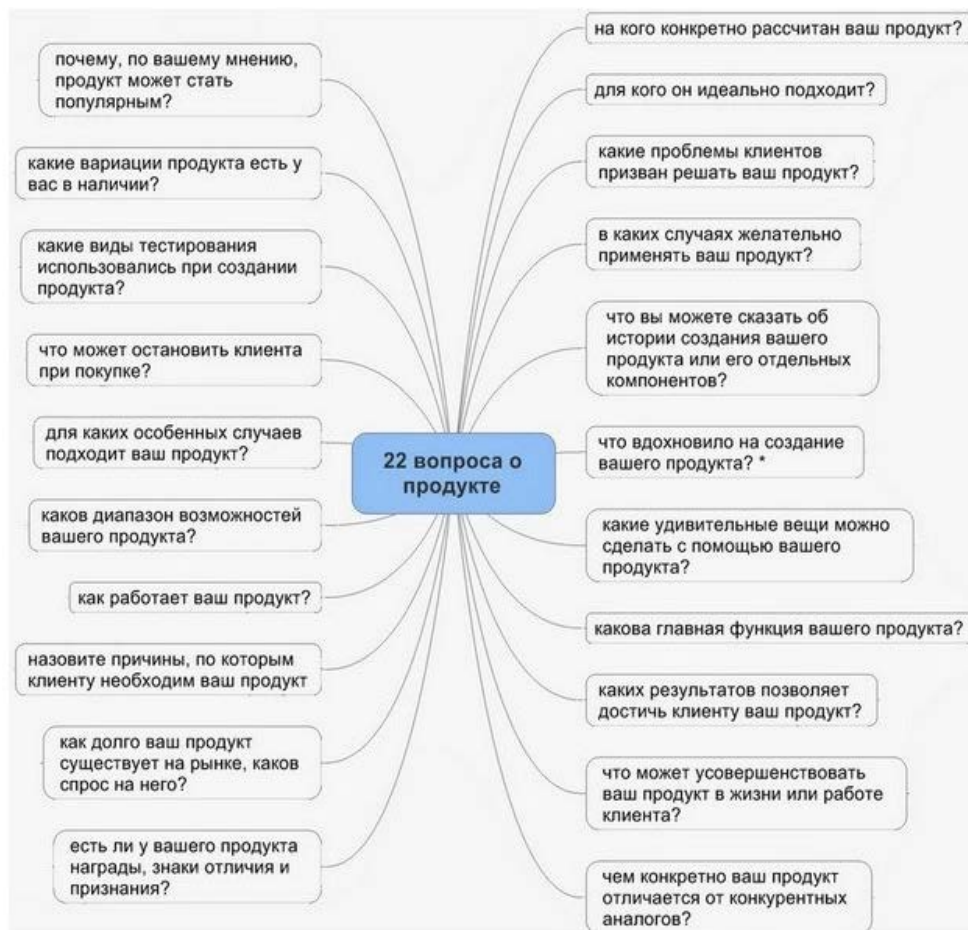 на кого конкретно рассчитан ваш продукт?
для кого он идеально подходит?
какие проблемы клиентов
призван решать ваш продукт?
в каких случаях желательно
применять ваш продукт?
что вы можете сказать об
истории создания вашего
продукта или его отдельных
компонентов?
что вдохновило на создание
вашего продукта? *
какие удивительные вещи можно
сделать с помощью вашего
продукта?
какова главная функция вашего продукта?
каких результатов позволяет
достичь клиенту ваш продукт?
что может усовершенствовать
ваш продукт в жизни или работе
клиента?
чем конкретно ваш продукт
отличается от конкурентных
аналогов?
22 вопроса о
продукте
почему, по вашему мнению,
продукт может стать
популярным?
какие вариации продукта есть у
вас в наличии?
какие виды тестирования
использовались при создании
продукта?
что может остановить клиента
при покупке?
для каких особенных случаев
подходит ваш продукт?
каков диапазон возможностей
вашего продукта?
как работает ваш продукт?
назовите причины, по которым
клиенту необходим ваш продукт
как долго ваш продукт
существует на рынке, каков
спрос на него?
есть ли у вашего продукта
награды, знаки отличия и
признания?